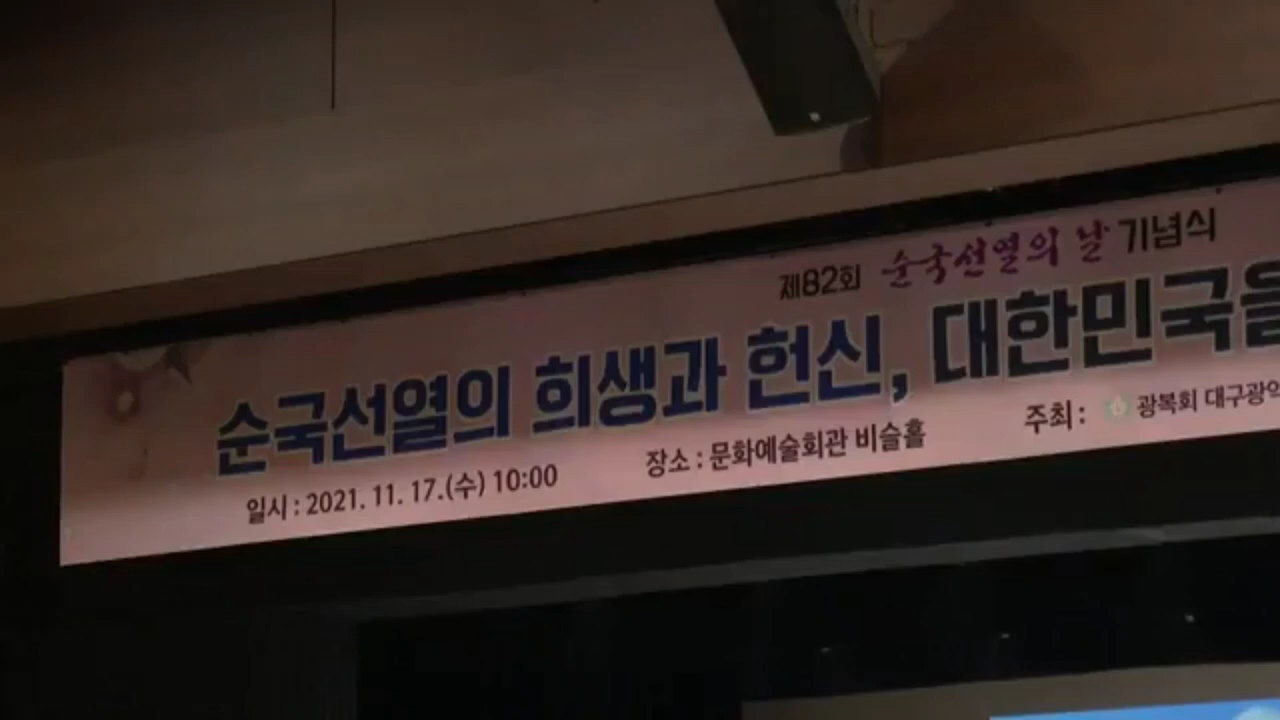 제82회 순국선열의 날 기념식
순국선열의 희생과 헌신, 대한민국을
일시 : 2021. 11. 17.(수) 10:00 장소 : 문화예술회관 비슬홀 주최 : 광복회 대구광역